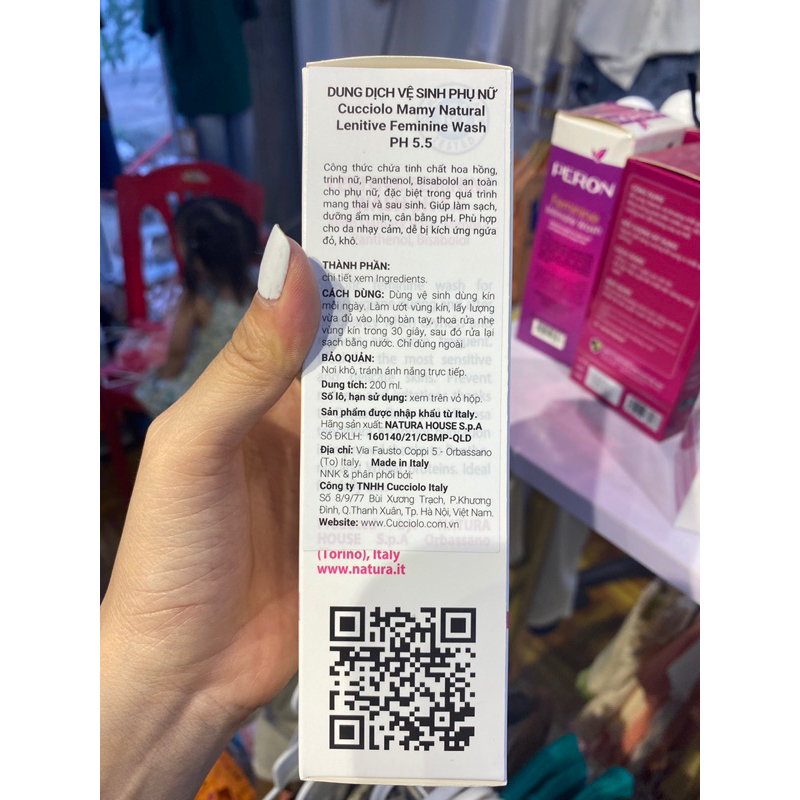 DUNG DỊCH VỆ SINH PHỤ NỮ
Cucciolo Mamy Natural
Lenitive Feminine Wash
PH 5.5
Công thức chứa tinh chất hoa hồng,
trinh nữ, Panthenol, Bisabolol an toàn
cho phụ nữ, đặc biệt trong quá trình
mang thai và sau sinh. Giúp làm sạch,
dưỡng ẩm mịn, cân bằng pH. Phù hợp
cho da nhạy cảm, dễ bị kích ứng ngứa
đỏ, khô.
THÀNH PHẦN:
chi tiết xem Ingredients.
CÁCH DÙNG: Dùng vệ sinh dùng kín
mỗi ngày. Làm ướt vùng kín, lấy lượng
vừa đủ vào lòng bàn tay, thoa rửa nhẹ
vùng kín trong 30 giây, sau đó rửa lại
sạch bằng nước. Chỉ dùng ngoài.
BẢO QUẢN:
Nơi khô, tránh ánh nắng trực tiếp.
Dung tích: 200 ml.
Số lô, hạn sử dụng: xem trên vỏ hộp.
Sản phẩm được nhập khẩu từ Italy.
Hãng sản xuất: NATURA HOUSE S.p.A
Số ĐKLH: 160140/21/CBMP-QLD
Địa chỉ: Via Fausto Coppi 5 - Orbassano
(To) Italy. Made in Italy
NNK & phân phối bởi:
Công ty TNHH Cucciolo Italy
Số 8/9/77 Bùi Xương Trạch, P.Khương
Đình, Q.Thanh Xuân, Tp. Hà Nội, Việt Nam.
Website: www.Cucciolo.com.vn
HOUSE S.p.A Orbassano
(Torino), Italy
www.natura.it
PERON
Feminine